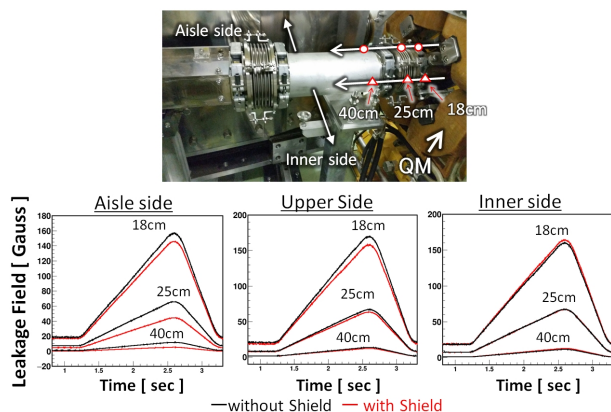 Aisle side
40cm
25cm
18cm
Inner side
QM
Aisle side
Upper Side
Inner side
Leakage Field [ Gauss ]
180
160
140
120
100
80
60
40
20
0
−20
18cm
25cm
40cm
1 1.5 2 2.5 3
Time [ sec ]
200
150
100
50
0
18cm
25cm
40cm
1 1.5 2 2.5 3
Time [ sec ]
200
150
100
50
0
18cm
25cm
40cm
1 1.5 2 2.5 3
Time [ sec ]
without Shield with Shield